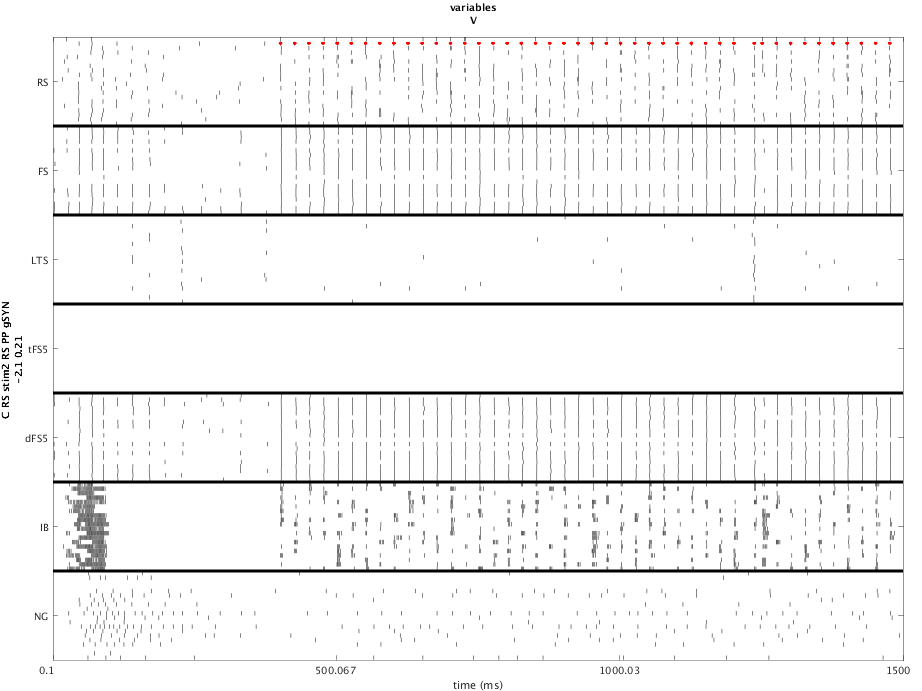 variables
V
RS
FS
LTS
tFS5
dFS5
IB
NG
C RS stim2 RS PP gSYN
-2.1 0.21
0.1
500.067
1000.03
1500
time (ms)